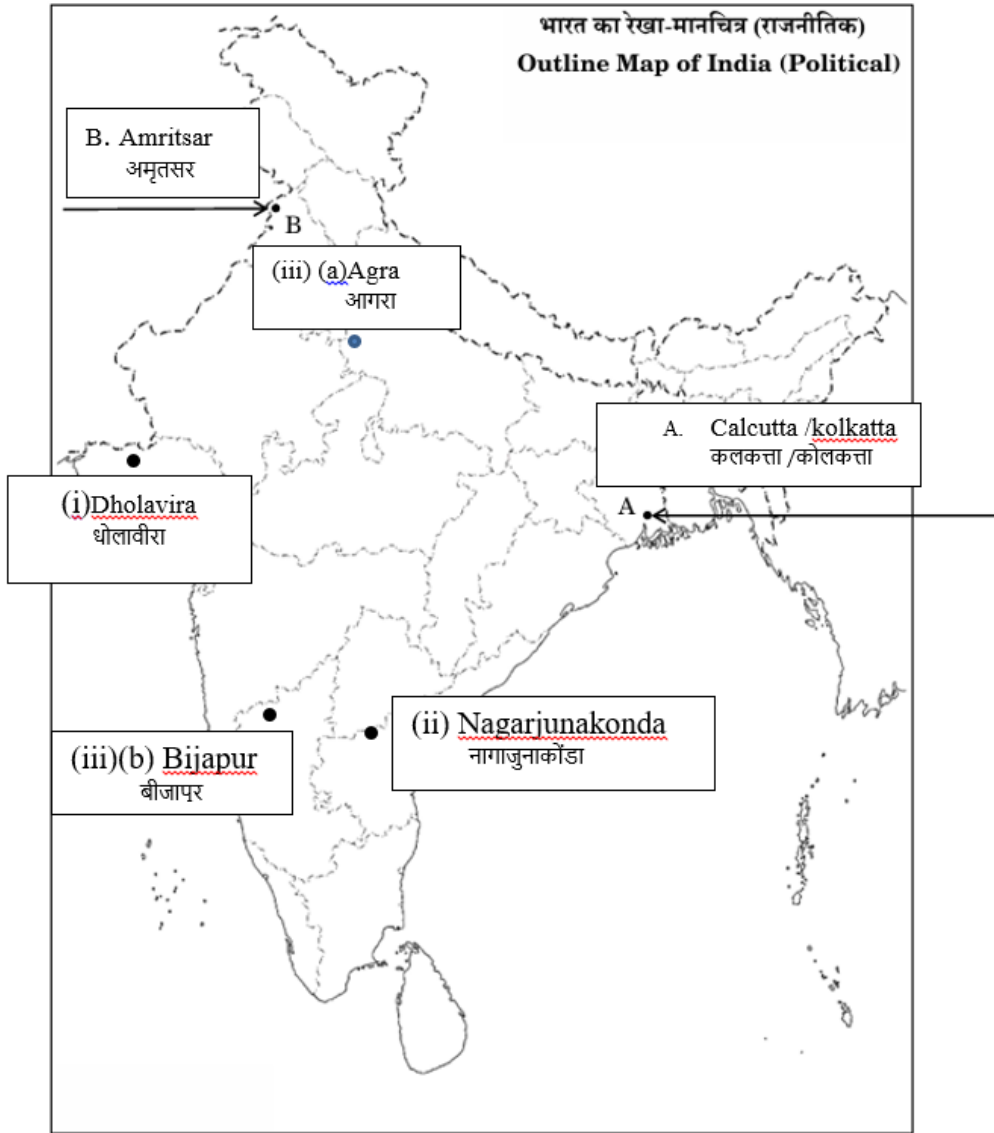 भारत का रेखा-मानचित्र (राजनीतिक)
Outline Map of India (Political)
B. Amritsar
अमृतसर
B
(iii) (a)Agra
आगरा
A. Calcutta /kolkatta
कलकत्ता /कोलकत्ता
A
(i)Dholavira
धोलावीरा
(ii) Nagarjunakonda
नागाजुनाकोंडा
(iii)(b) Bijapur
बीजापुर